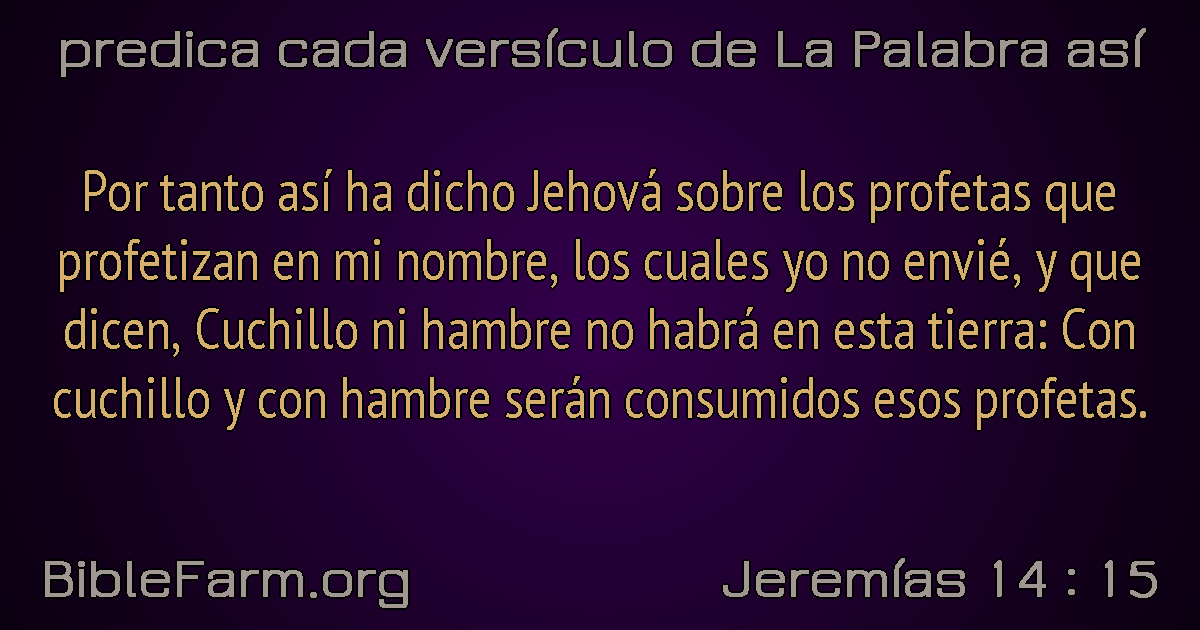 predica cada versículo de La Palabra así
Por tanto así ha dicho Jehová sobre los profetas que
profetizan en mi nombre, los cuales yo no envié, y que
dicen, Cuchillo ni hambre no habrá en esta tierra: Con
cuchillo y con hambre serán consumidos esos profetas.
BibleFarm.org
Jeremías 14 : 15